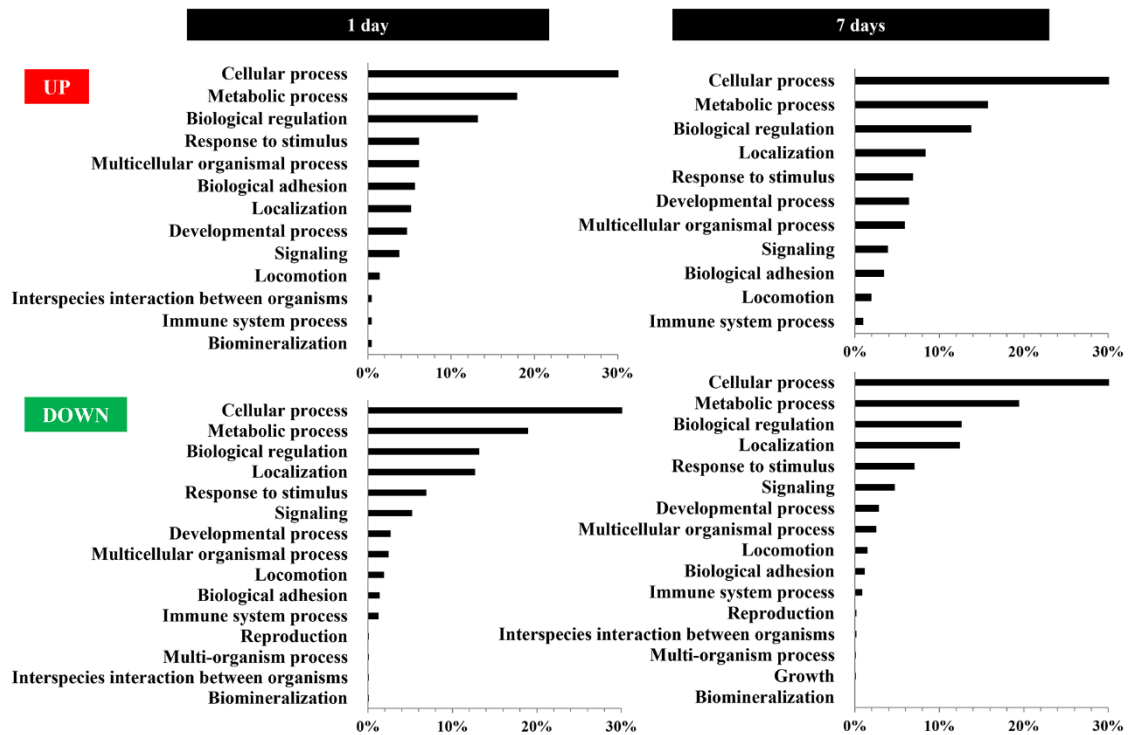 1 day
7 days
UP
Cellular process
Metabolic process
Biological regulation
Response to stimulus
Multicellular organismal process
Biological adhesion
Localization
Developmental process
Signaling
Locomotion
Interspecies interaction between organisms
Immune system process
Biomineralization
0% 10% 20% 30%
Cellular process
Metabolic process
Biological regulation
Localization
Response to stimulus
Developmental process
Multicellular organismal process
Signaling
Biological adhesion
Locomotion
Immune system process
0% 10% 20% 30%
DOWN
Cellular process
Metabolic process
Biological regulation
Localization
Response to stimulus
Signaling
Developmental process
Multicellular organismal process
Locomotion
Biological adhesion
Immune system process
Reproduction
Multi-organism process
Interspecies interaction between organisms
Biomineralization
0% 10% 20% 30%
Cellular process
Metabolic process
Biological regulation
Localization
Response to stimulus
Signaling
Developmental process
Multicellular organismal process
Locomotion
Biological adhesion
Immune system process
Reproduction
Interspecies interaction between organisms
Multi-organism process
Growth
Biomineralization
0% 10% 20% 30%